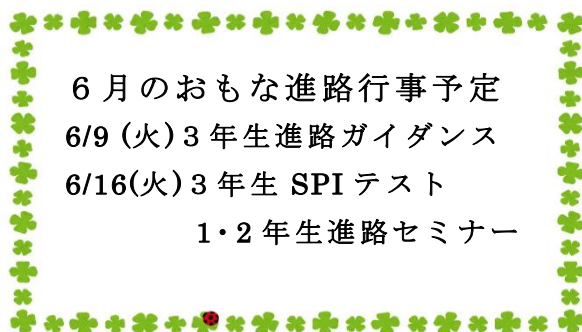 ６月のおもな進路行事予定
6/9 (火)３年生進路ガイダンス
6/16(火)３年生 SPI テスト
1・2 年生進路セミナー